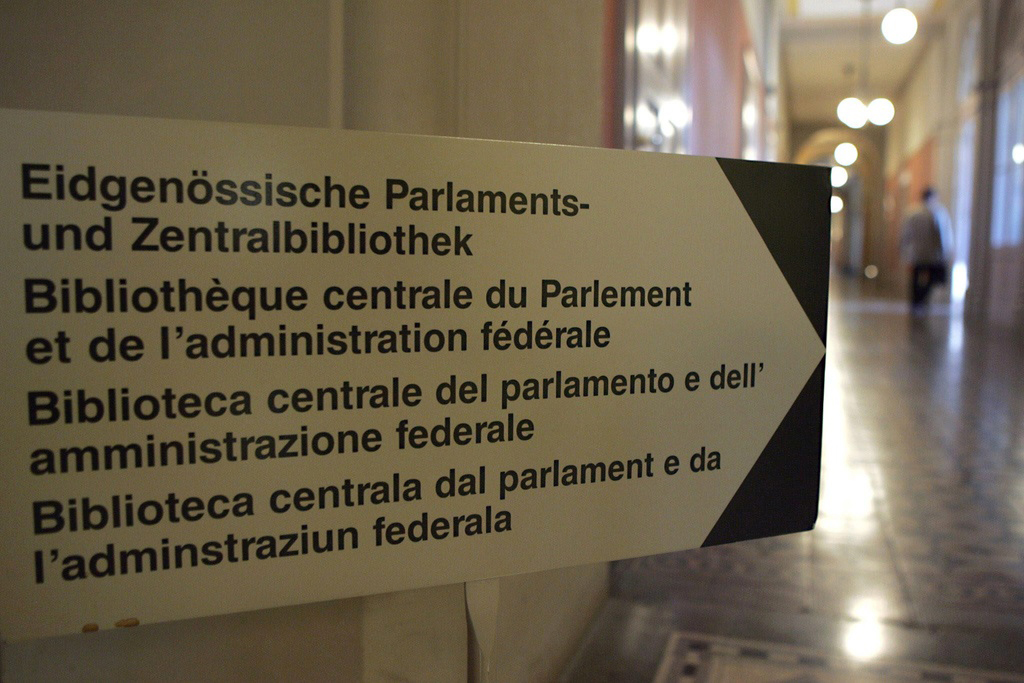 Eidgenössische Parlaments-
und Zentralbibliothek
Bibliothèque centrale du Parlement
et de l'administration fédérale
Biblioteca centrale del parlamento e dell'
amministrazione federale
Biblioteca centrala dal parlament e da
l'adminstraziun federala